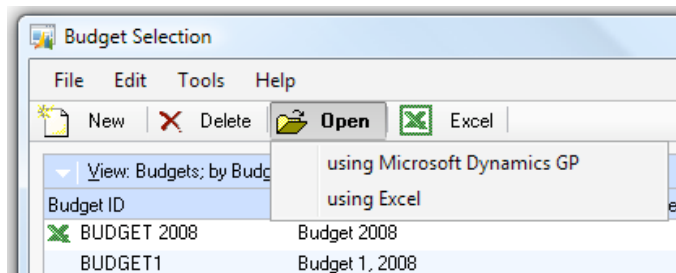 Budget Selection
File Edit Tools Help
New Delete Open Excel
using Microsoft Dynamics GP
using Excel
View: Budgets; by
Budget ID
BUDGET 2008 Budget 2008
BUDGET1 Budget 1, 2008